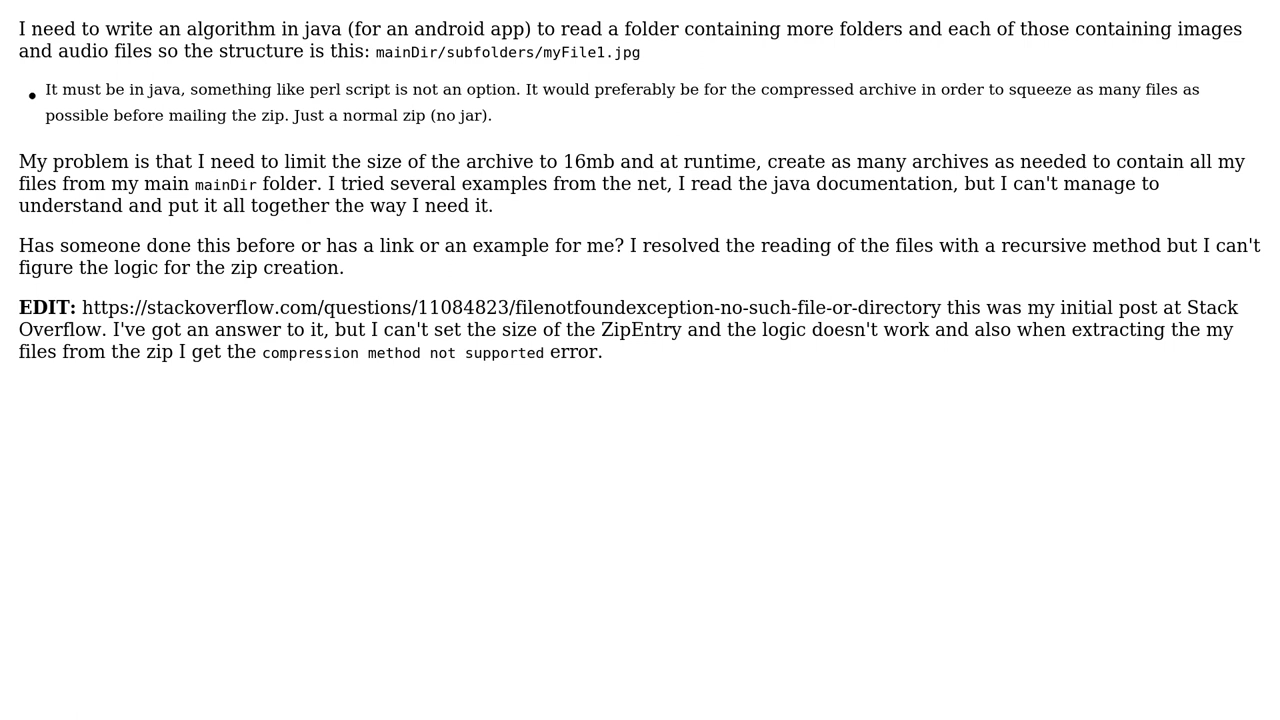 I need to write an algorithm in java (for an android app) to read a folder containing more folders and each of those containing images
and audio files so the structure is this: mainDir/subfolders/myFile1.jpg
• It must be in java, something like perl script is not an option. It would preferably be for the compressed archive in order to squeeze as many files as
possible before mailing the zip. Just a normal zip (no jar).
My problem is that I need to limit the size of the archive to 16mb and at runtime, create as many archives as needed to contain all my
files from my main mainDir folder. I tried several examples from the net, I read the java documentation, but I can't manage to
understand and put it all together the way I need it.
Has someone done this before or has a link or an example for me? I resolved the reading of the files with a recursive method but I can't
figure the logic for the zip creation.
EDIT: https://stackoverflow.com/questions/11084823/filenotfoundexception-no-such-file-or-directory this was my initial post at Stack
Overflow. I've got an answer to it, but I can't set the size of the ZipEntry and the logic doesn't work and also when extracting the my
files from the zip I get the compression method not supported error.